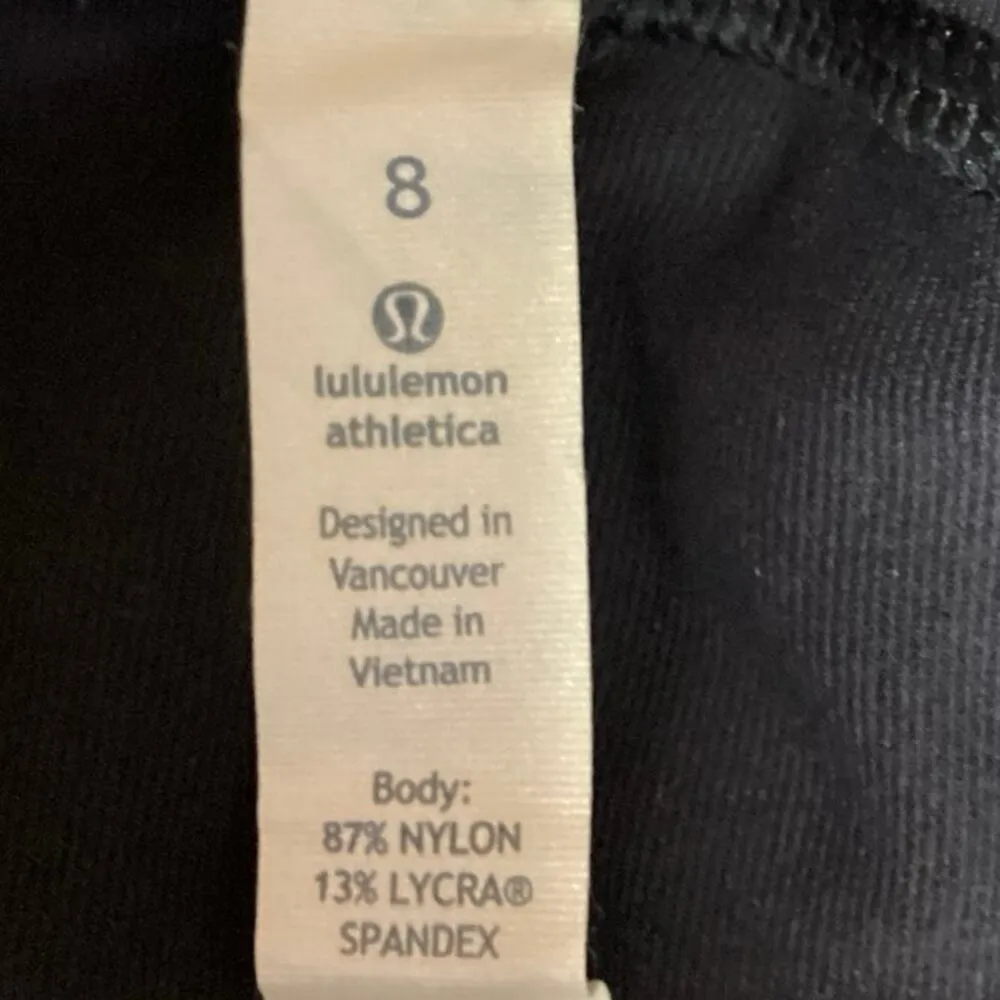 8
lululemon
athletica
Designed in
Vancouver
Made in
Vietnam
Body:
87% NYLON
13% LYCRA®
SPANDEX